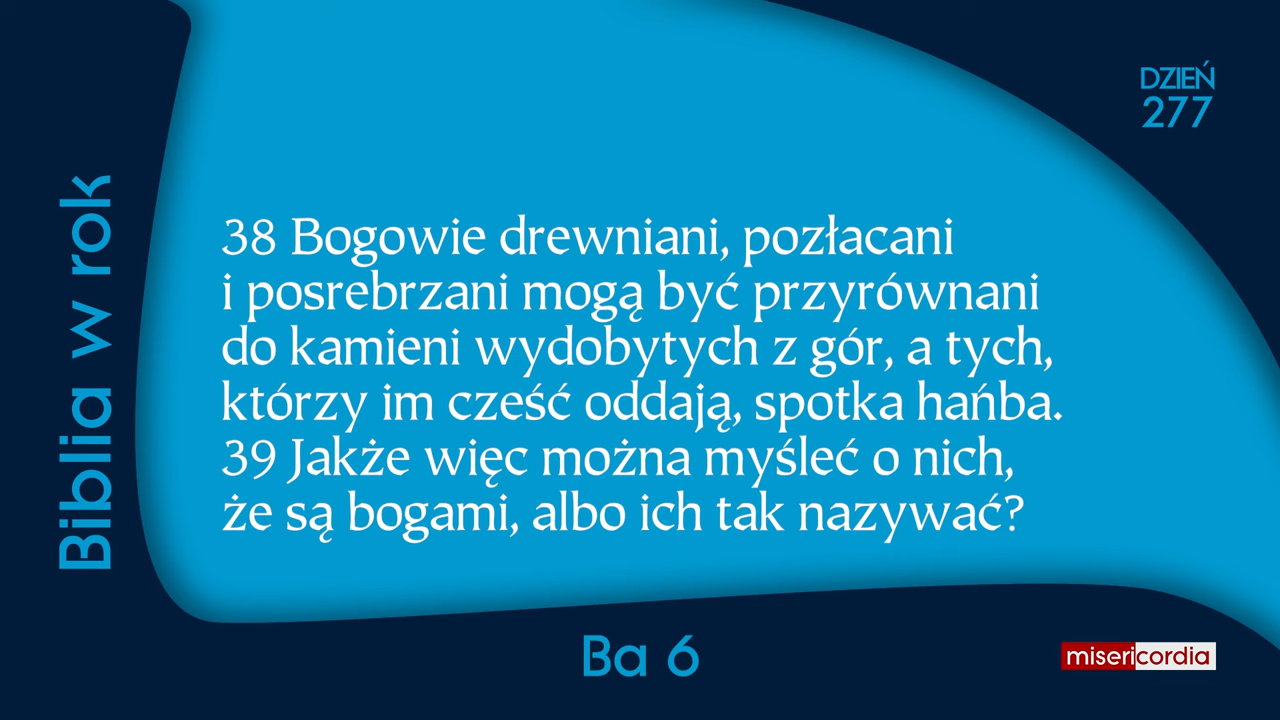 DZIEŃ
277
Biblia w rok
38 Bogowie drewniani, pozłacani
i posrebrzani mogą być przyrównani
do kamieni wydobytych z gór, a tych,
którzy im cześć oddają, spotka hańba.
39 Jakże więc można myśleć o nich,
że są bogami, albo ich tak nazywać?
Ba 6
misericordia